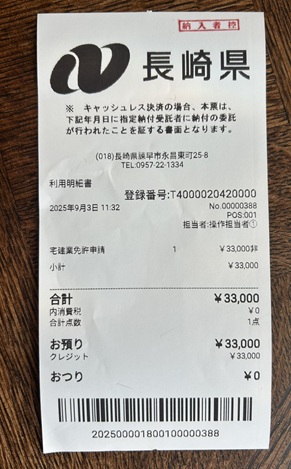 納入者控
長崎県
※ キャッシュレス決済の場合、本票は、
下記年月日に指定納付受託者に納付の委託
が行われたことを証する書面となります。
(018)長崎県諫早市永昌東町25-8
TEL:0957-22-1334
利用明細書
登録番号:T4000020420000
2025年9月3日 11:32
No.00000388
POS:001
担当者:操作担当者①
宅建業免許申請 1 ¥33,000非
小計 ¥33,000
合計 ¥33,000
内消費税 ¥0
合計点数 1点
お預り ¥33,000
クレジット ¥33,000
おつり ¥0
202500001800100000388